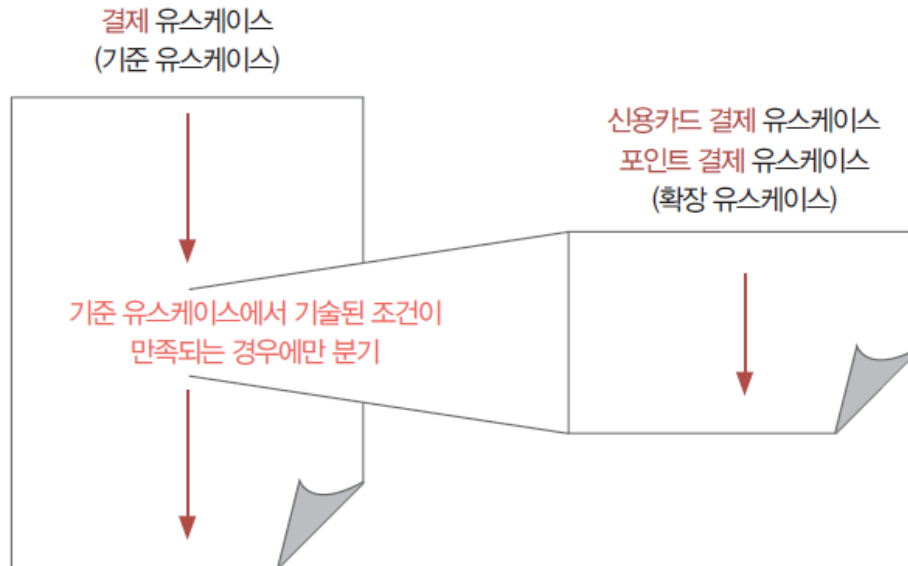 결제 유스케이스
(기준 유스케이스)
신용카드 결제 유스케이스
포인트 결제 유스케이스
(확장 유스케이스)
기준 유스케이스에서 기술된 조건이
만족되는 경우에만 분기